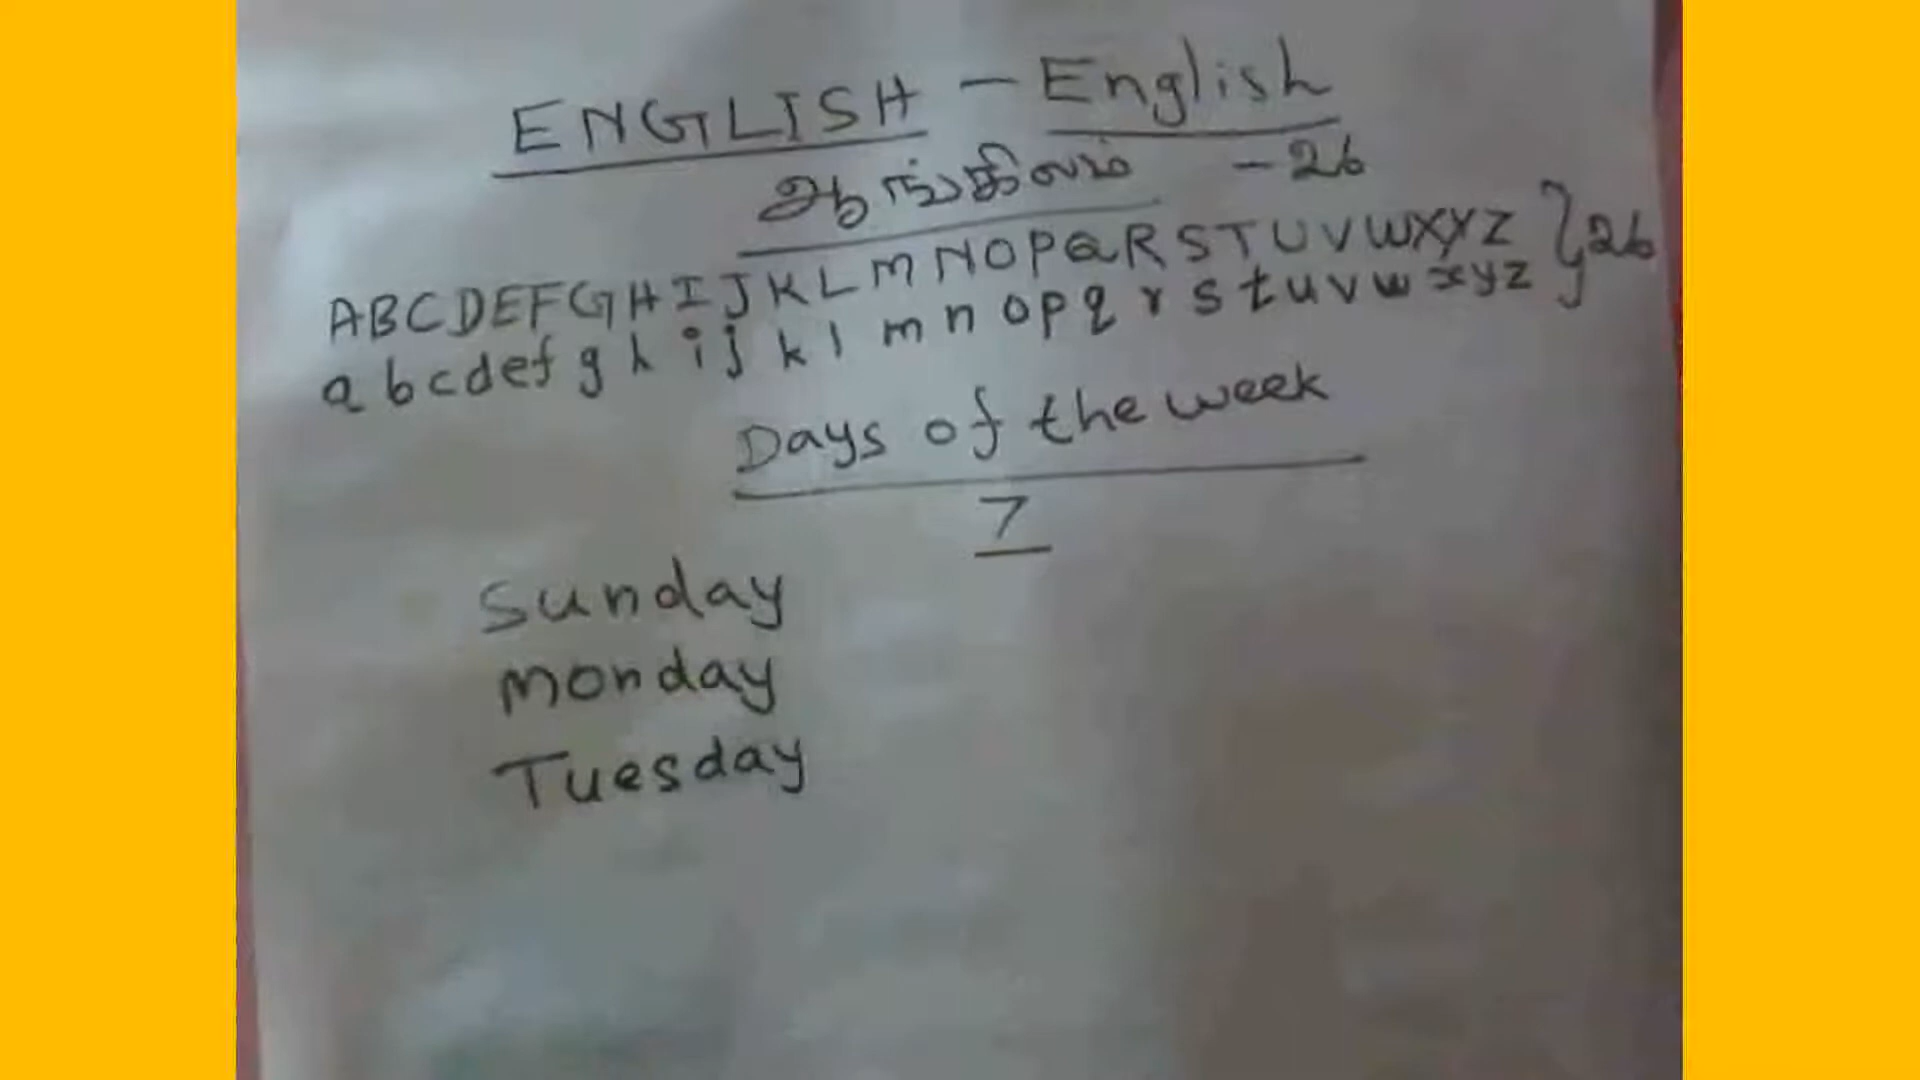 ENGLISH - English
ஆங்கிலம் - 26
ABCDEFGHIJKLMNOPQRSTUVWXYZ } 26
abcdefghijklmnopqrstuvwxyz
Days of the week
7
Sunday
Monday
Tuesday